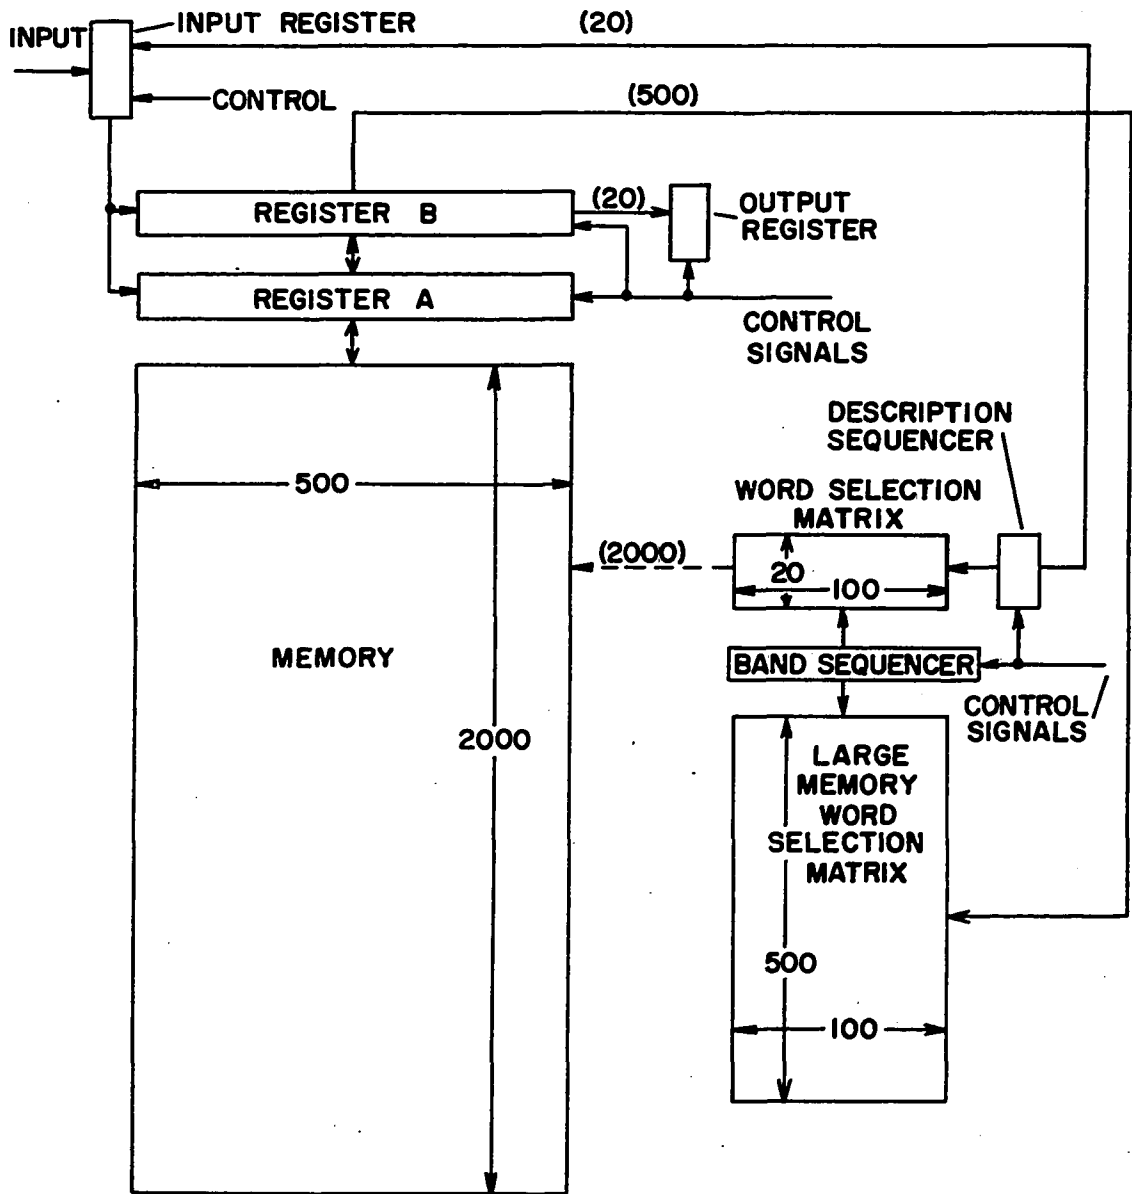 INPUT
INPUT REGISTER
(20)
CONTROL
(500)
REGISTER B
(20)
OUTPUT
REGISTER
REGISTER A
CONTROL
SIGNALS
DESCRIPTION
SEQUENCER
500
WORD SELECTION
MATRIX
(2000)
20
100
MEMORY
BAND SEQUENCER
CONTROL
SIGNALS
2000
LARGE
MEMORY
WORD
SELECTION
MATRIX
500
100